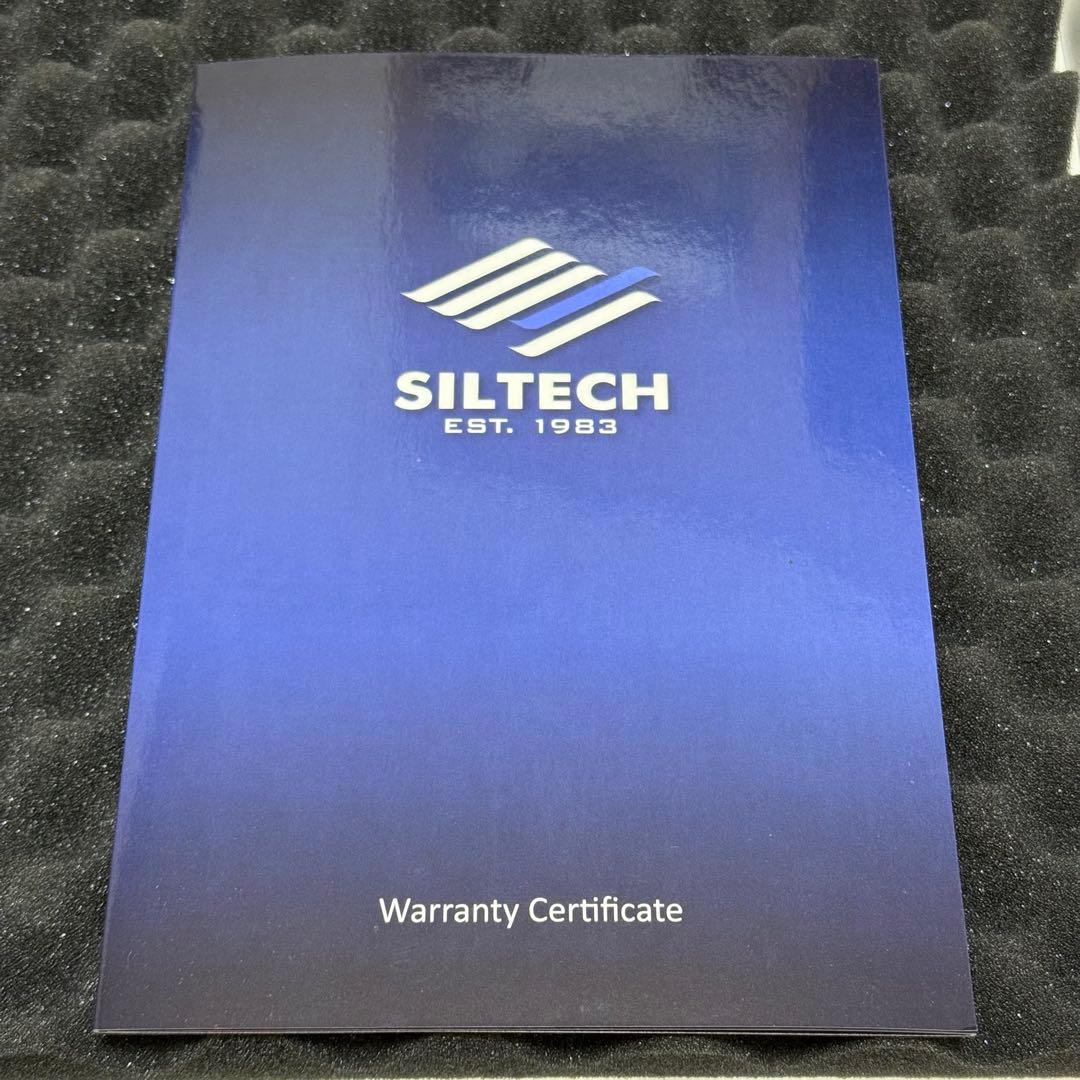 SILTECH
EST. 1983
Warranty Certificate